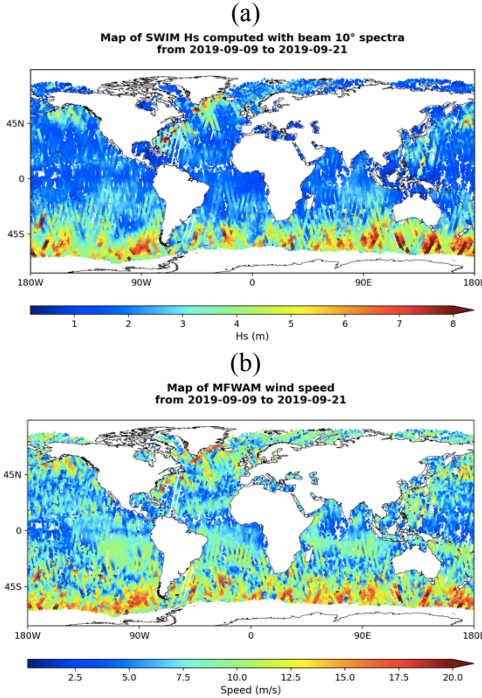 (a)
Map of SWIM Hs computed with beam 10° spectra
from 2019-09-09 to 2019-09-21
45N
0
45S
180W 90W 0 90E 180E
1 2 3 4 5 6 7 8
Hs (m)
(b)
Map of MFWAM wind speed
from 2019-09-09 to 2019-09-21
45N
0
45S
180W 90W 0 90E 180E
2.5 5.0 7.5 10.0 12.5 15.0 17.5 20.0
Speed (m/s)